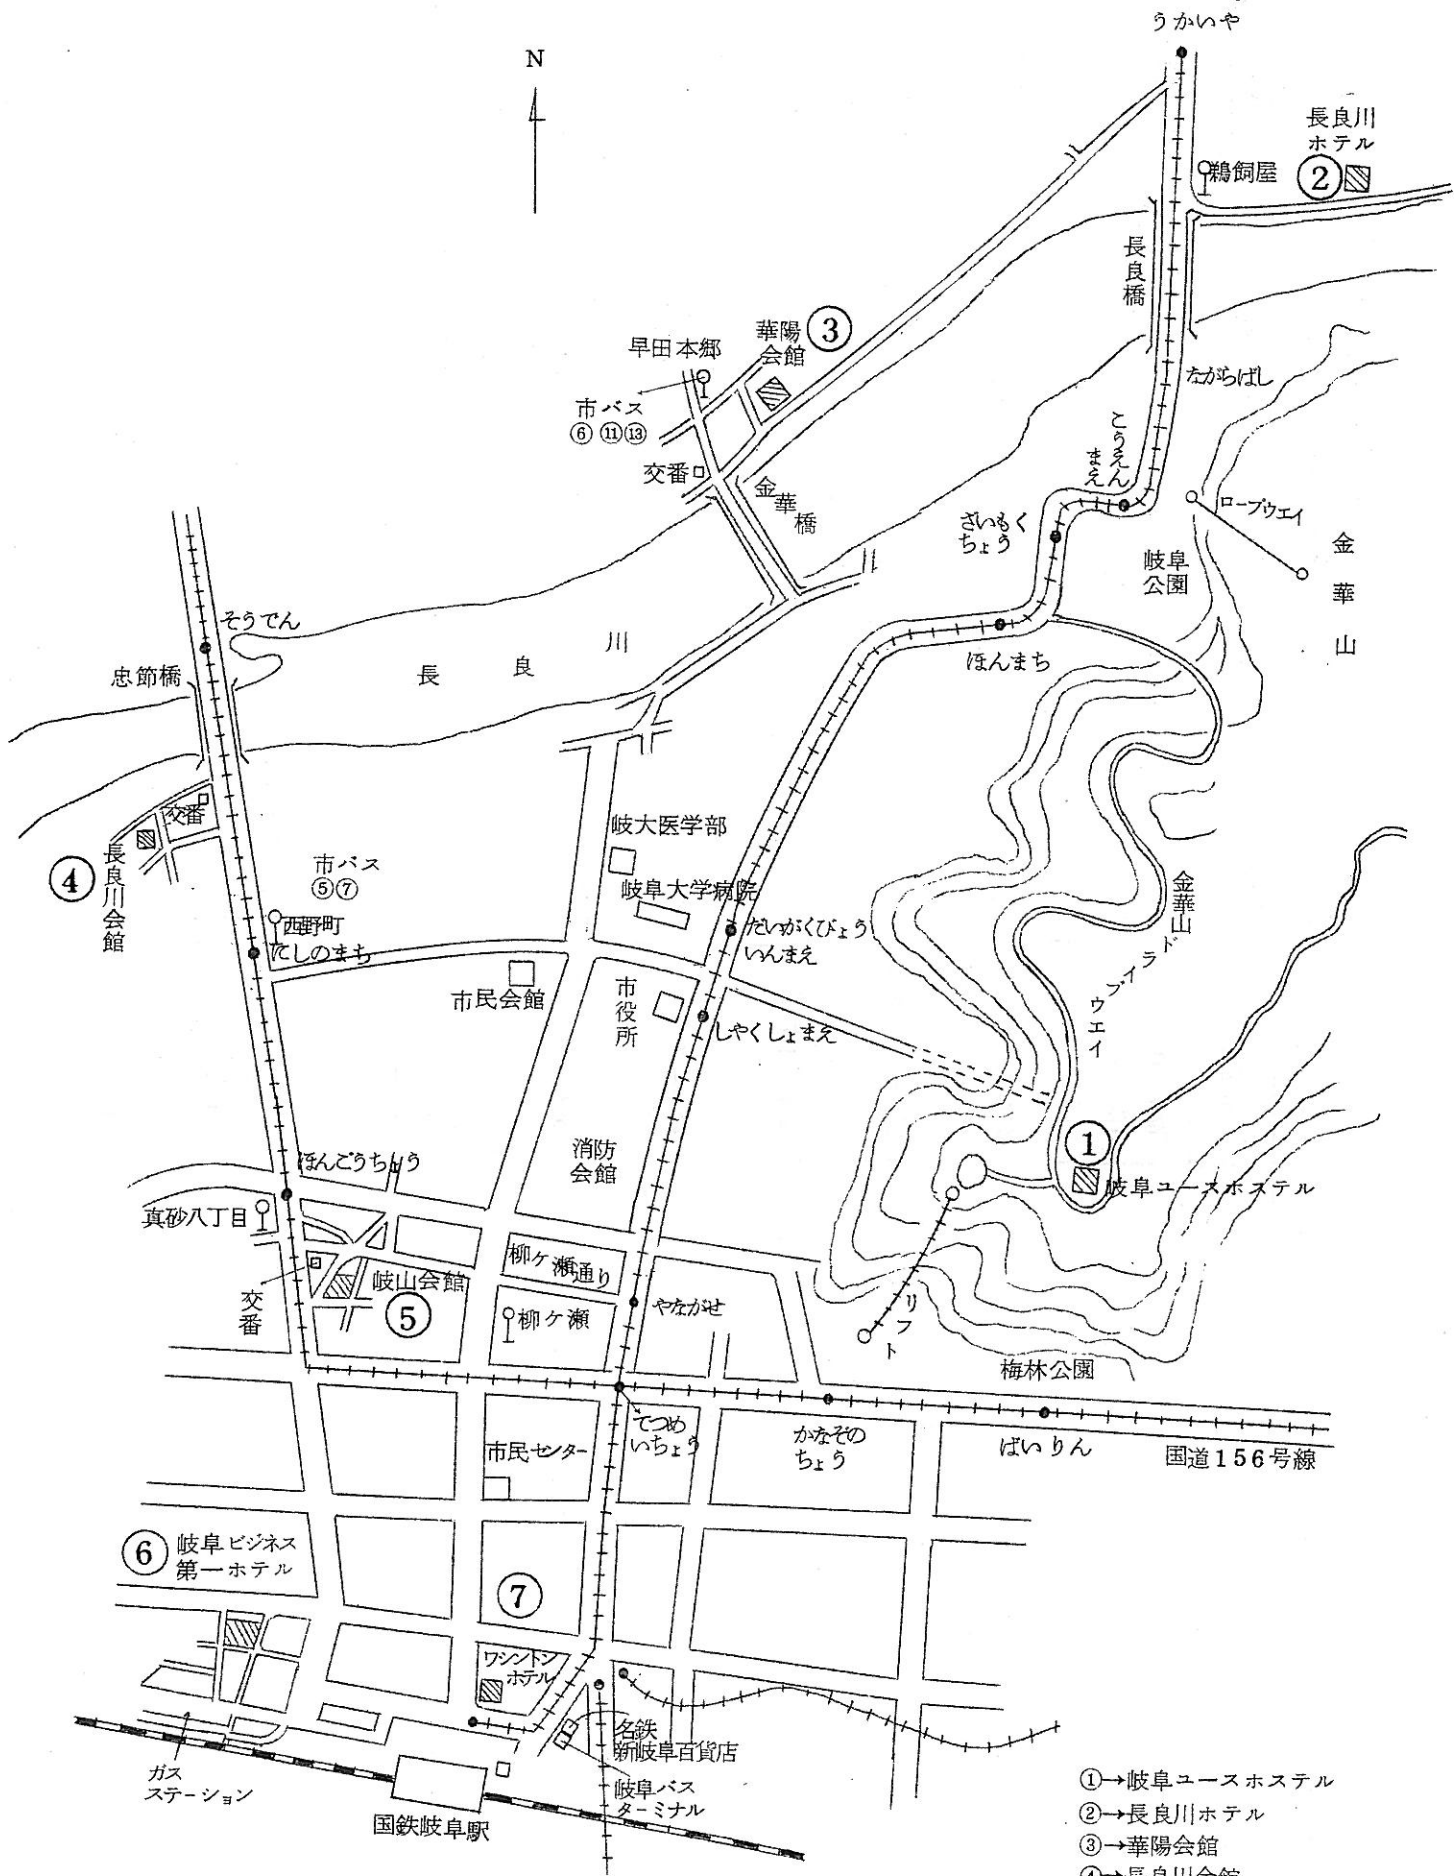 うかいや
N
長良川
ホテル
②
鵜飼屋
長良橋
華陽
会館
③
早田本郷
市バス
⑥ ⑪⑬
交番
金華橋
ながらばし
こうえん
まえ
ざいもく
ちょう
ロープウエイ
岐阜
公園
金華山
そうでん
忠節橋
長良川
ほんまち
交番
④
長良川会館
市バス
⑤⑦
西野町
にしのまち
岐大医学部
岐阜大学病院
だいがくびょう
いんまえ
市民会館
市役所
しやくしょまえ
金華山
ドライブ
ウエイ
消防
会館
①
岐阜ユースホステル
ほんごうちょう
真砂八丁目
交番
岐山会館
⑤
柳ケ瀬通り
柳ケ瀬
やながせ
リフト
梅林公園
てつめ
いちょう
かなぞの
ちょう
ばいりん
国道156号線
市民センター
⑥
岐阜ビジネス
第一ホテル
⑦
ワシントン
ホテル
名鉄
新岐阜百貨店
岐阜バス
ターミナル
ガス
ステーション
国鉄岐阜駅
①→岐阜ユースホステル
②→長良川ホテル
③→華陽会館
④→長良川会館